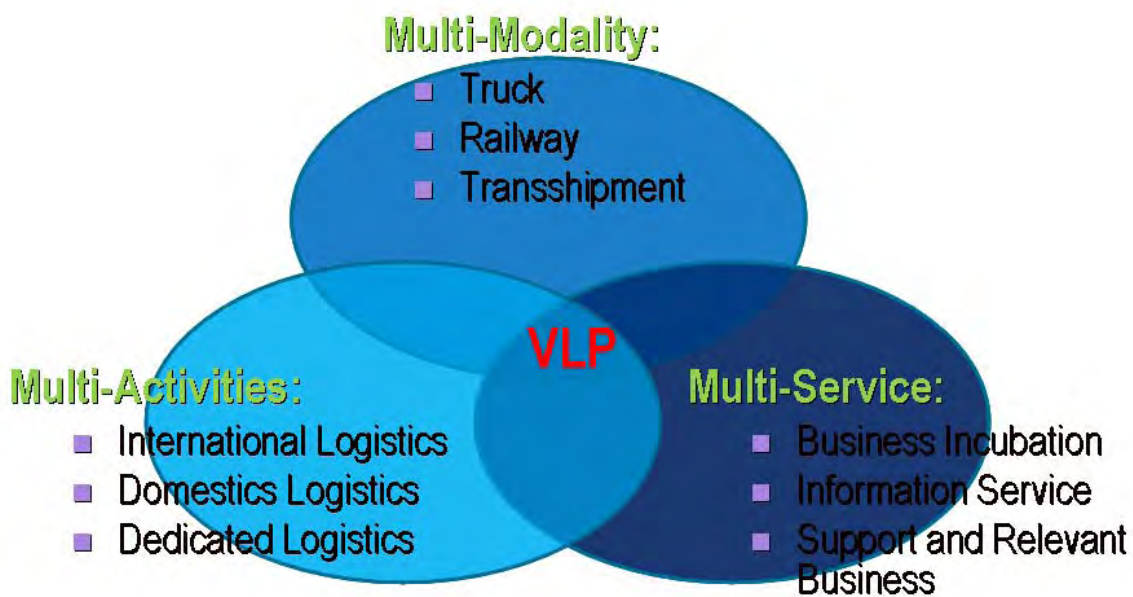 Multi-Modality:
Truck
Railway
Transshipment
VLP
Multi-Activities:
International Logistics
Domestics Logistics
Dedicated Logistics
Multi-Service:
Business Incubation
Information Service
Support and Relevant
Business